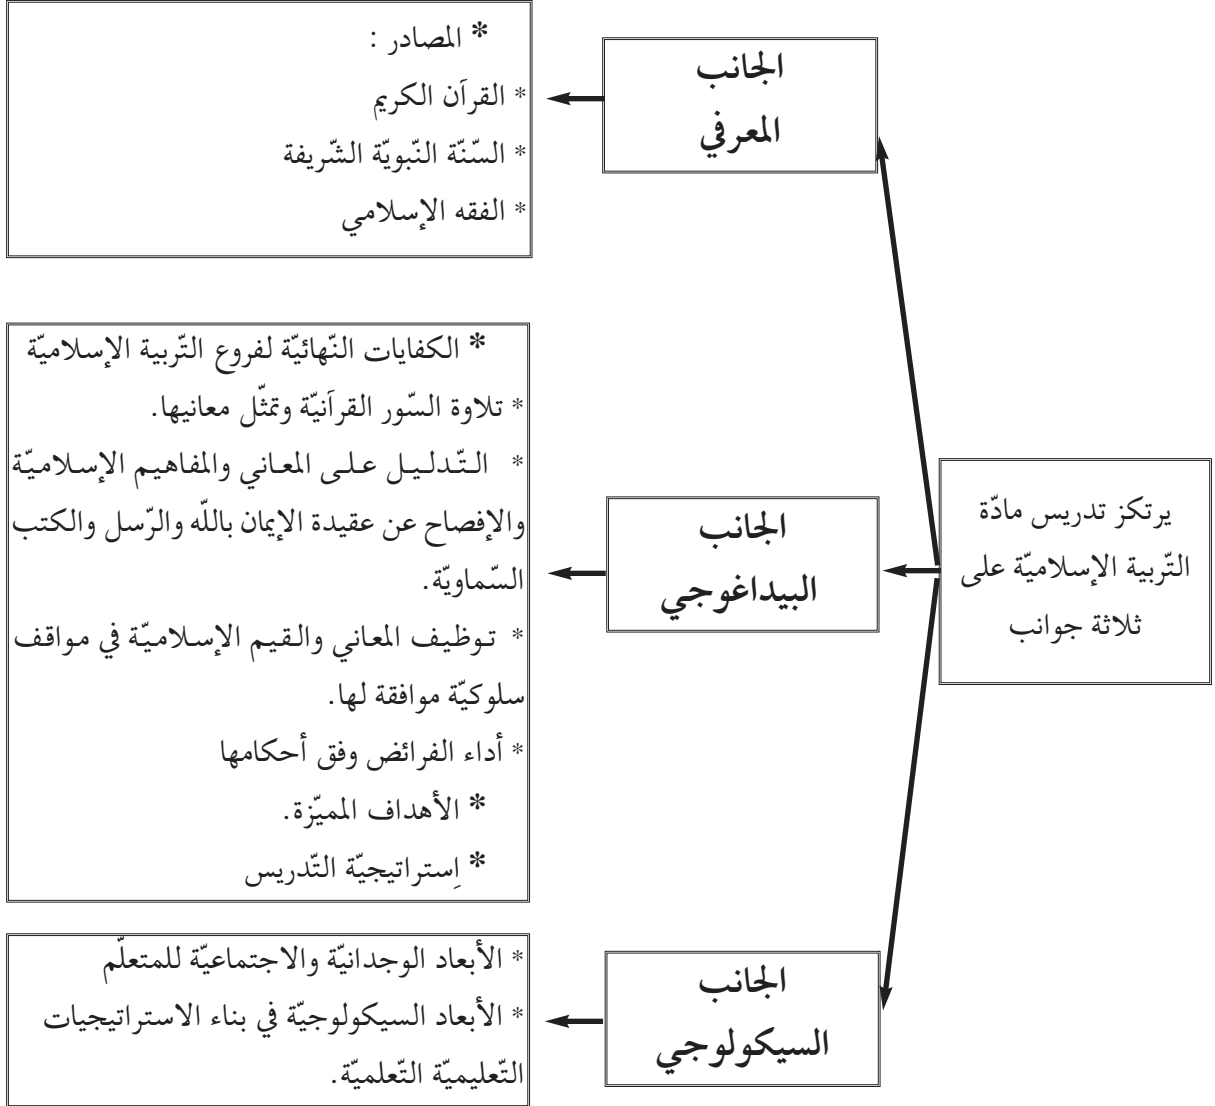 يرتكز تدريس مادّة
التّربية الإسلاميّة على
ثلاثة جوانب
الجانب
المعرفي
* المصادر :
* القرآن الكريم
* السّنّة النّبويّة الشّريفة
* الفقه الإسلامي
الجانب
البيداغوجي
* الكفايات النّهائيّة لفروع التّربية الإسلاميّة
* تلاوة السّور القرآنيّة وتمثّل معانيها.
* التّدليل على المعاني والمفاهيم الإسلاميّة
والإفصاح عن عقيدة الإيمان باللّه والرّسل والكتب
السّماويّة.
* توظيف المعاني والقيم الإسلاميّة في مواقف
سلوكيّة موافقة لها.
* أداء الفرائض وفق أحكامها
* الأهداف المميّزة.
* إِستراتيجيّة التّدريس
الجانب
السيكولوجي
* الأبعاد الوجدانيّة والاجتماعيّة للمتعلّم
* الأبعاد السيكولوجيّة في بناء الاستراتيجيات
التّعليميّة التّعلميّة.